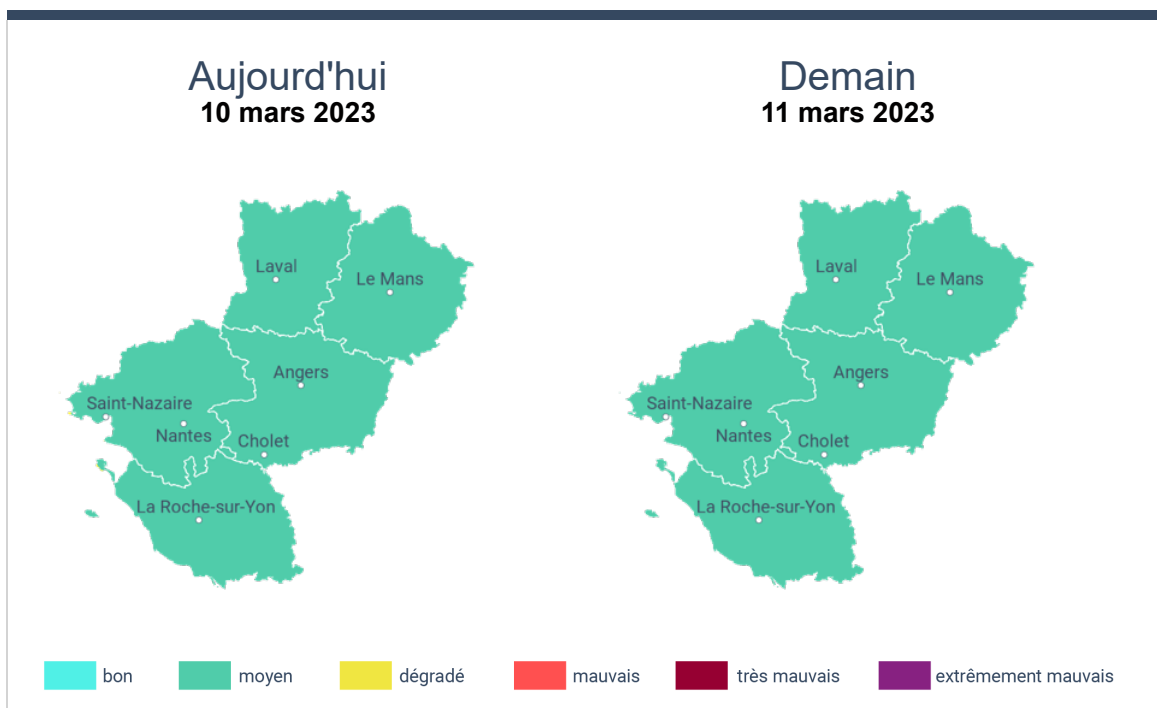 Aujourd'hui
10 mars 2023
Demain
11 mars 2023
Laval
Le Mans
Angers
Saint-Nazaire
Nantes
Cholet
La Roche-sur-Yon
Laval
Le Mans
Angers
Saint-Nazaire
Nantes
Cholet
La Roche-sur-Yon
bon
moyen
dégradé
mauvais
très mauvais
extrêmement mauvais